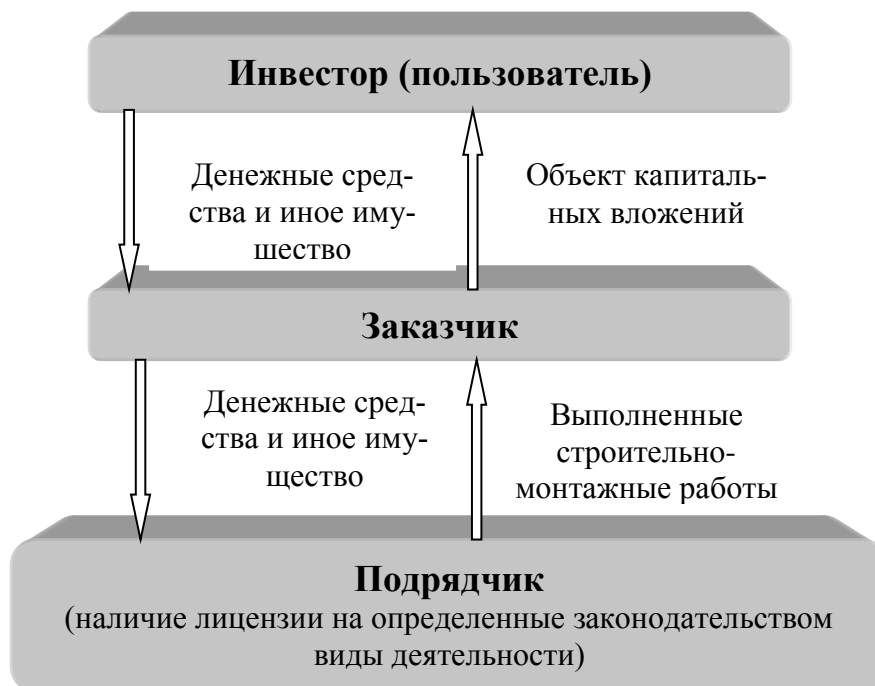 Инвестор (пользователь)
Денежные сред-
ства и иное иму-
шество
Объект капиталь-
ных вложений
Заказчик
Денежные сред-
ства и иное иму-
щество
Выполненные
строительно-
монтажные работы
Подрядчик
(наличие лицензии на определенные законодательством
виды деятельности)